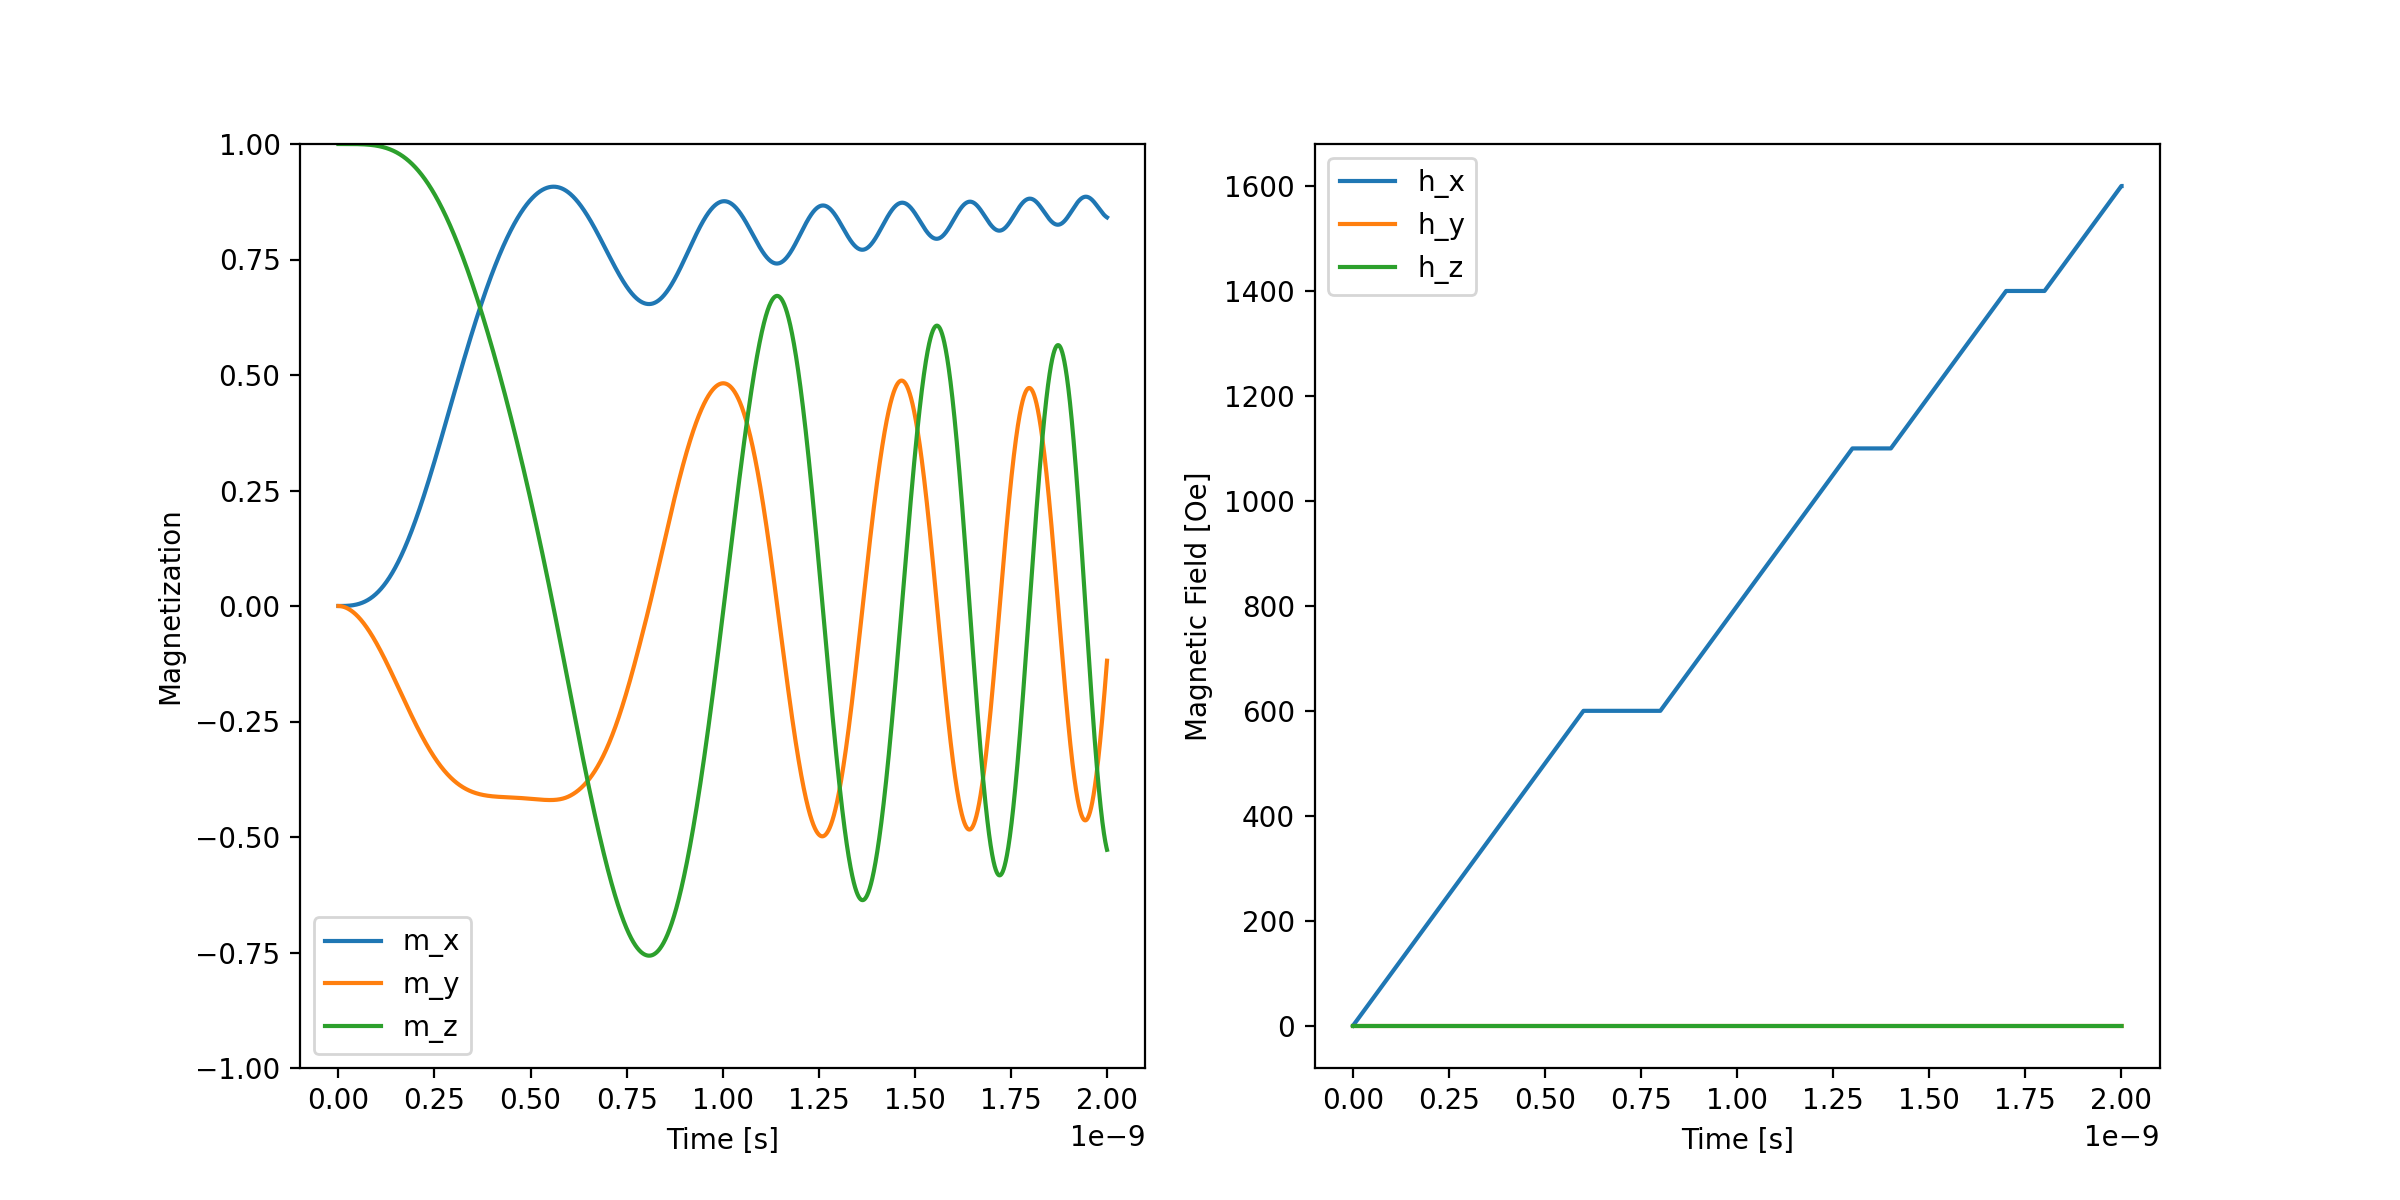 1.00
0.75
0.50
0.25
0.00
−0.25
−0.50
−0.75
−1.00
Magnetization
m_x
m_y
m_z
0.00 0.25 0.50 0.75 1.00 1.25 1.50 1.75 2.00
Time [s]
1e−9
1600
1400
1200
1000
800
600
400
200
0
Magnetic Field [Oe]
h_x
h_y
h_z
0.00 0.25 0.50 0.75 1.00 1.25 1.50 1.75 2.00
Time [s]
1e−9